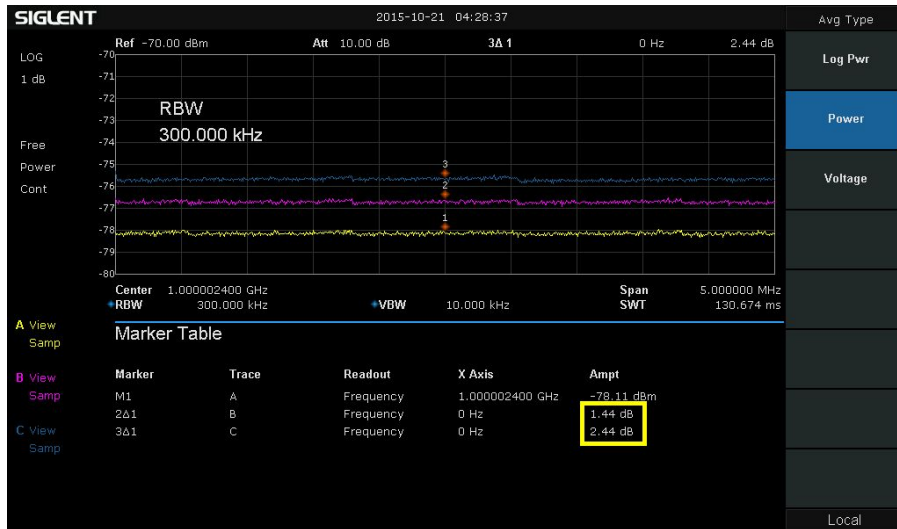 SIGLENT 2015-10-21 04:28:37 Avg Type
Ref -70.00 dBm Att 10.00 dB 3Δ 1 0 Hz 2.44 dB
LOG
1 dB
Free
Power
Cont
-70
-71
-72
-73
-74
-75
-76
-77
-78
-79
-80
RBW
300.000 kHz
3
2
1
Log Pwr
Power
Voltage
Center 1.000002400 GHz Span 5.000000 MHz
RBW 300.000 kHz VBW 10.000 kHz SWT 130.674 ms
A View
Samp
B View
Samp
C View
Samp
Marker Table
Marker Trace Readout X Axis Ampt
M1 A Frequency 1.000002400 GHz -78.11 dBm
2Δ1 B Frequency 0 Hz 1.44 dB
3Δ1 C Frequency 0 Hz 2.44 dB
Local